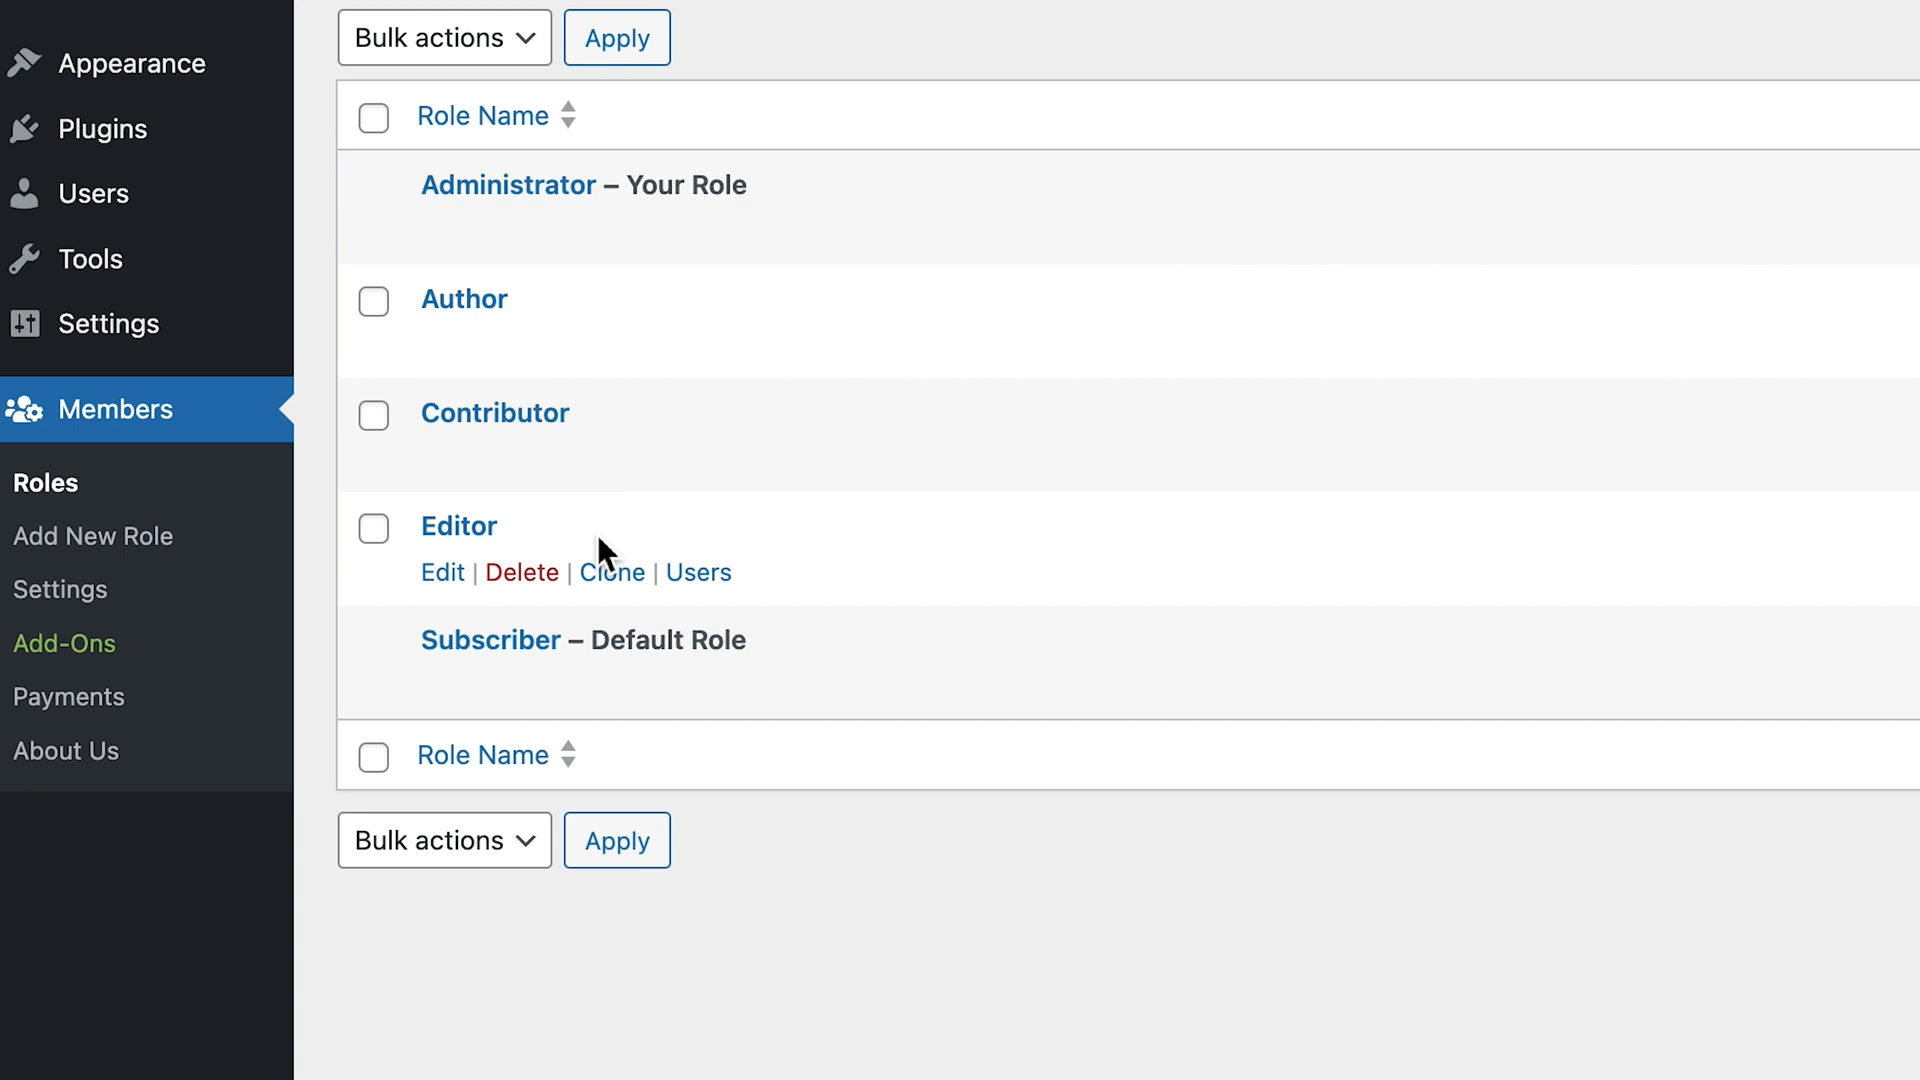 Appearance
Plugins
Users
Tools
Settings
Members
Roles
Add New Role
Settings
Add-Ons
Payments
About Us
Bulk actions Apply
Role Name
Administrator – Your Role
Author
Contributor
Editor
Edit | Delete | Clone | Users
Subscriber – Default Role
Role Name
Bulk actions Apply